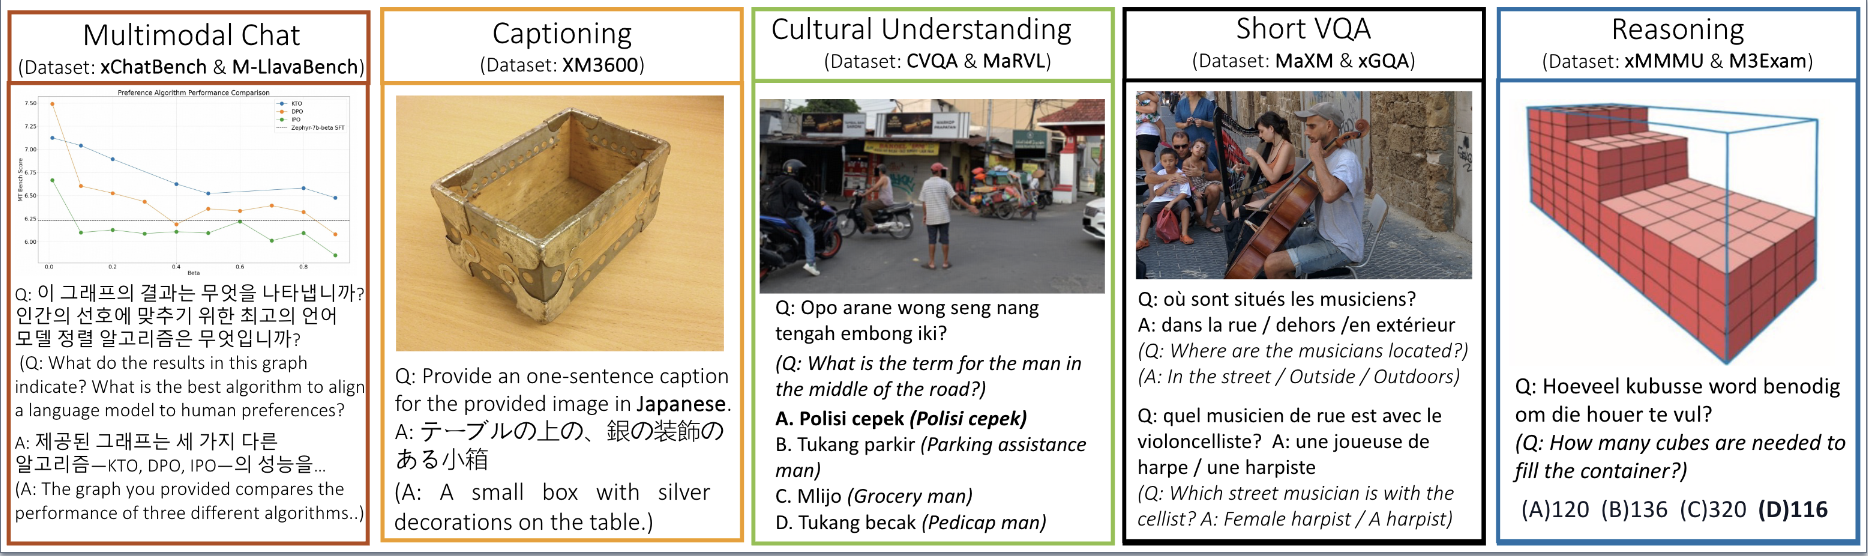 Multimodal Chat
(Dataset: xChatBench & M-LlavaBench)
Preference Algorithm Performance Comparison
KTO
DPO
IPO
Zephyr-7b-beta SFT
MT Bench Score
7.50
7.25
7.00
6.75
6.50
6.25
6.00
0.0 0.2 0.4 0.6 0.8
Beta
Q: 이 그래프의 결과는 무엇을 나타냅니까?
인간의 선호에 맞추기 위한 최고의 언어
모델 정렬 알고리즘은 무엇입니까?
(Q: What do the results in this graph
indicate? What is the best algorithm to align
a language model to human preferences?
A: 제공된 그래프는 세 가지 다른
알고리즘—KTO, DPO, IPO—의 성능을...
(A: The graph you provided compares the
performance of three different algorithms..)
Captioning
(Dataset: XM3600)
Q: Provide an one-sentence caption
for the provided image in Japanese.
A: テーブルの上の、銀の装飾の
ある小箱
(A: A small box with silver
decorations on the table.)
Cultural Understanding
(Dataset: CVQA & MaRVL)
Q: Opo arane wong seng nang
tengah embong iki?
(Q: What is the term for the man in
the middle of the road?)
A. Polisi cepek (Polisi cepek)
B. Tukang parkir (Parking assistance
man)
C. Mlijo (Grocery man)
D. Tukang becak (Pedicap man)
Short VQA
(Dataset: MaXM & xGQA)
Q: où sont situés les musiciens?
A: dans la rue / dehors /en extérieur
(Q: Where are the musicians located?)
(A: In the street / Outside / Outdoors)
Q: quel musicien de rue est avec le
violoncelliste? A: une joueuse de
harpe / une harpiste
(Q: Which street musician is with the
cellist? A: Female harpist / A harpist)
Reasoning
(Dataset: xMMMU & M3Exam)
Q: Hoeveel kubusse word benodig
om die houer te vul?
(Q: How many cubes are needed to
fill the container?)
(A)120 (B)136 (C)320 (D)116